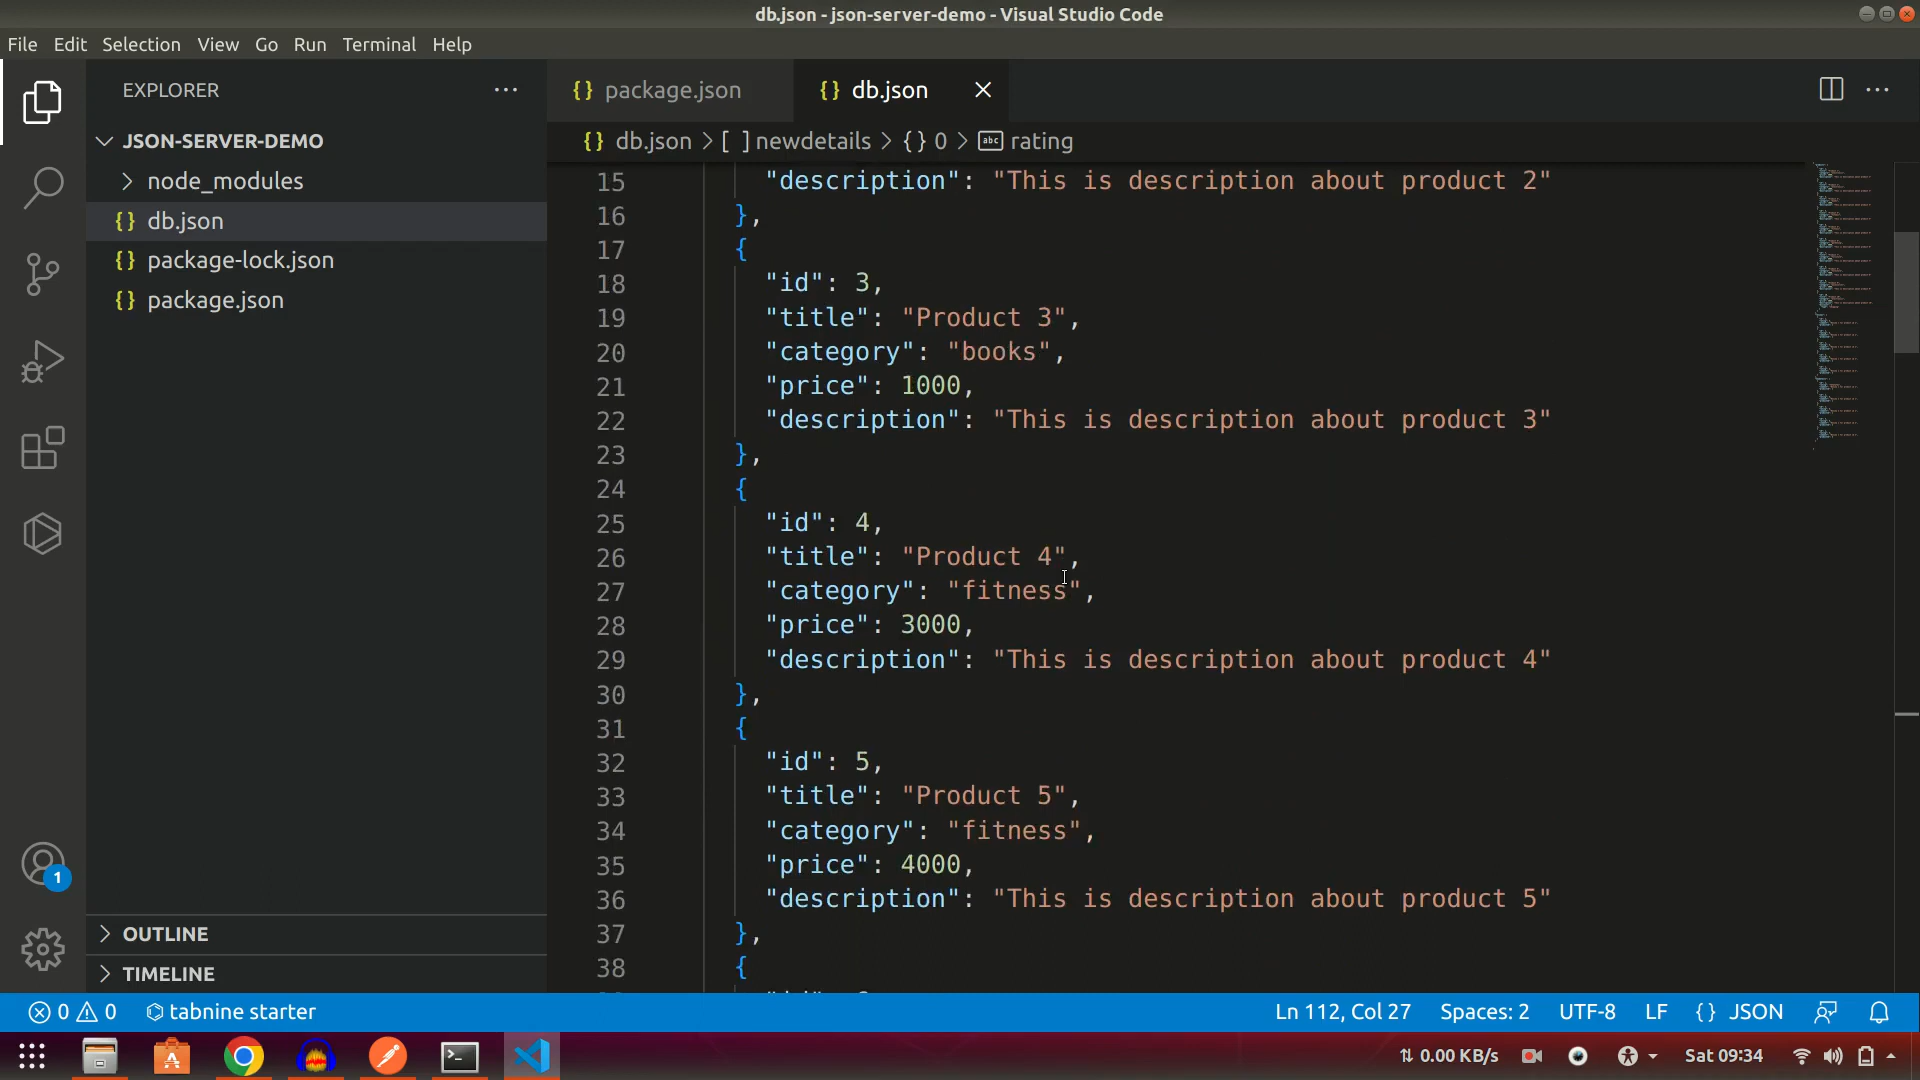 db.json - json-server-demo - Visual Studio Code
File Edit Selection View Go Run Terminal Help
EXPLORER
JSON-SERVER-DEMO
node_modules
{} db.json
{} package-lock.json
{} package.json
OUTLINE
TIMELINE
{} package.json {} db.json
{} db.json > [ ] newdetails > {} 0 > abc rating
15 "description": "This is description about product 2"
16 },
17 {
18 "id": 3,
19 "title": "Product 3",
20 "category": "books",
21 "price": 1000,
22 "description": "This is description about product 3"
23 },
24 {
25 "id": 4,
26 "title": "Product 4",
27 "category": "fitness",
28 "price": 3000,
29 "description": "This is description about product 4"
30 },
31 {
32 "id": 5,
33 "title": "Product 5",
34 "category": "fitness",
35 "price": 4000,
36 "description": "This is description about product 5"
37 },
38 {
1
0 0 tabnine starter Ln 112, Col 27 Spaces: 2 UTF-8 LF {} JSON
0.00 KB/s Sat 09:34